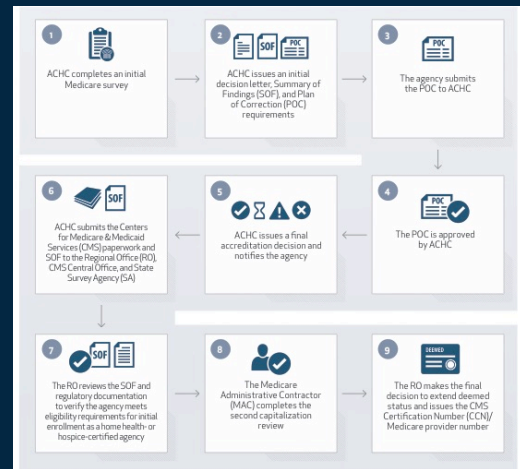 1
ACHC completes an initial
Medicare survey
2
SOF
POC
ACHC issues an initial
decision letter, Summary of
Findings (SOF), and Plan
of Correction (POC)
requirements
3
POC
The agency submits
the POC to ACHC
6
SOF
ACHC submits the Centers
for Medicare & Medicaid
Services (CMS) paperwork and
SOF to the Regional Office (RO),
CMS Central Office, and State
Survey Agency (SA)
5
ACHC issues a final
accreditation decision and
notifies the agency
4
POC
The POC is approved
by ACHC
7
SOF
The RO reviews the SOF and
regulatory documentation
to verify the agency meets
eligibility requirements for initial
enrollment as a home health- or
hospice-certified agency
8
The Medicare
Administrative Contractor
(MAC) completes the
second capitalization
review
9
DEEMED
The RO makes the final
decision to extend deemed
status and issues the CMS
Certification Number (CCN)/
Medicare provider number